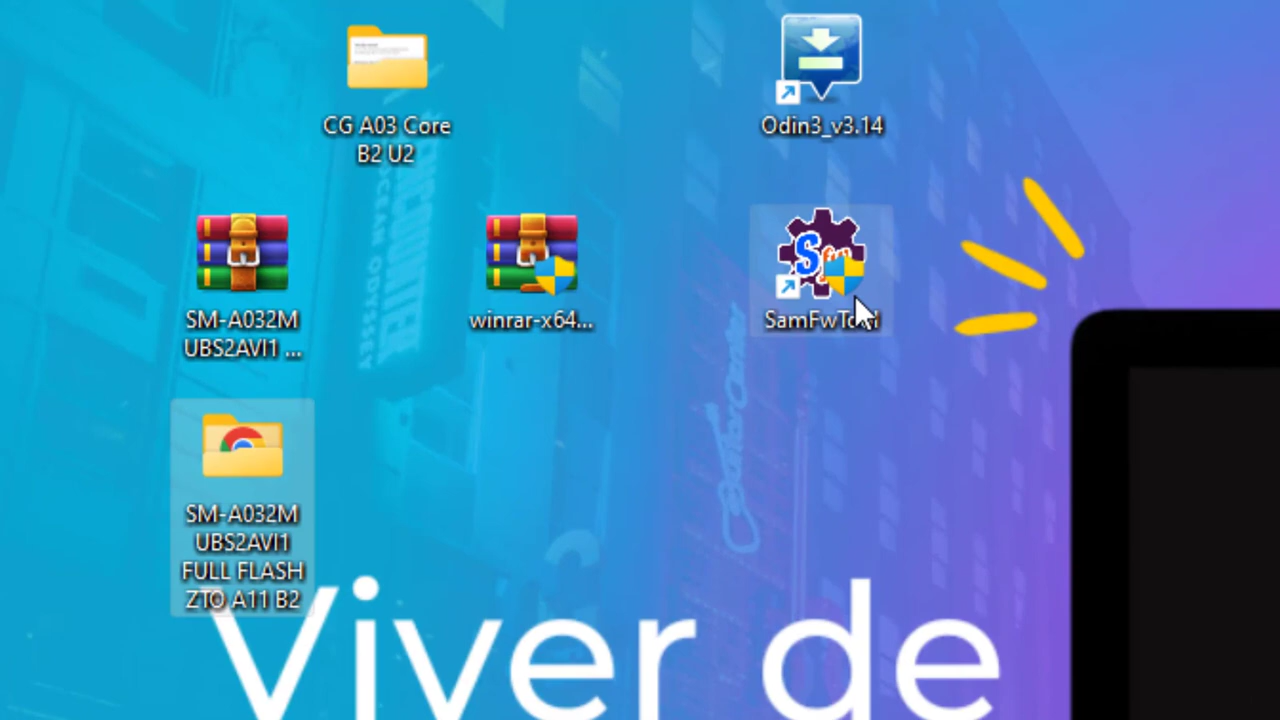 CG A03 Core
B2 U2
Odin3_v3.14
SM-A032M
UBS2AVI1 ...
winrar-x64...
SM-A032M
UBS2AVI1
FULL FLASH
ZTO A11 B2
Viver de